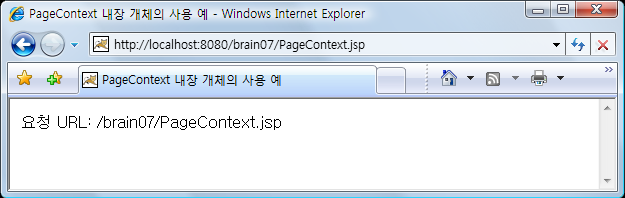 PageContext 내장 개체의 사용 예 - Windows Internet Explorer
http://localhost:8080/brain07/PageContext.jsp
PageContext 내장 개체의 사용 예
요청 URL: /brain07/PageContext.jsp